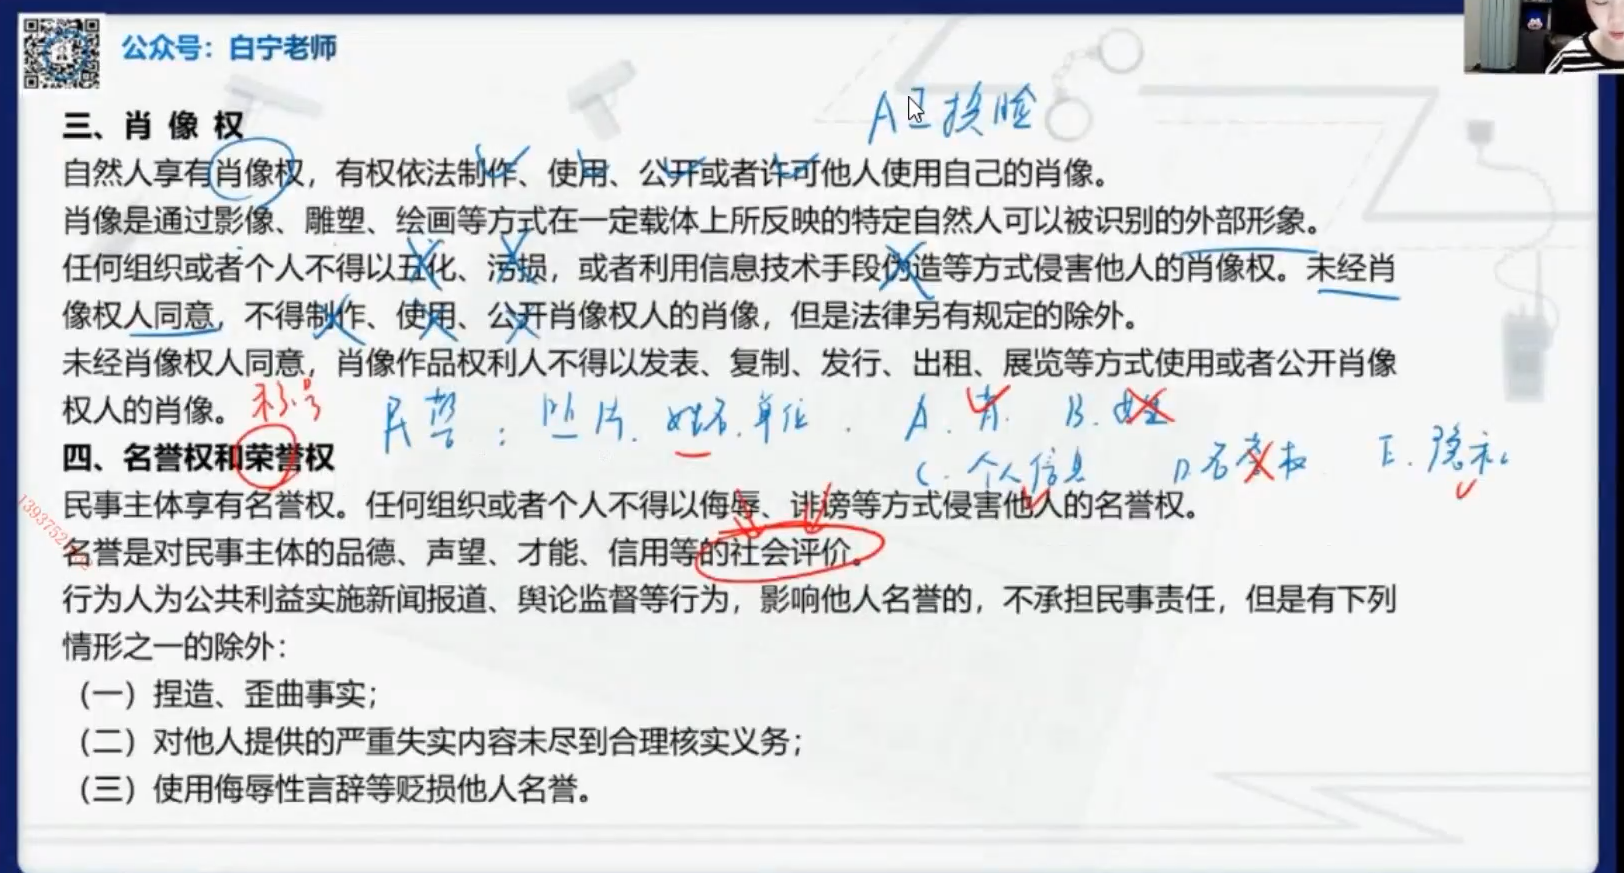 公众号：白宁老师
AI换脸
三、肖 像 权
自然人享有肖像权，有权依法制作、使用、公开或者许可他人使用自己的肖像。
肖像是通过影像、雕塑、绘画等方式在一定载体上所反映的特定自然人可以被识别的外部形象。
任何组织或者个人不得以丑化、污损，或者利用信息技术手段伪造等方式侵害他人的肖像权。未经肖
像权人同意，不得制作、使用、公开肖像权人的肖像，但是法律另有规定的除外。
未经肖像权人同意，肖像作品权利人不得以发表、复制、发行、出租、展览等方式使用或者公开肖像
权人的肖像。
称号
民警：照片、姓名、单位. A.肖. B.姓
C.个人信息 D.名誉权 E.隐私
四、名誉权和荣誉权
民事主体享有名誉权。任何组织或者个人不得以侮辱、诽谤等方式侵害他人的名誉权。
名誉是对民事主体的品德、声望、才能、信用等的社会评价。
行为人为公共利益实施新闻报道、舆论监督等行为，影响他人名誉的，不承担民事责任，但是有下列
情形之一的除外：
（一）捏造、歪曲事实；
（二）对他人提供的严重失实内容未尽到合理核实义务；
（三）使用侮辱性言辞等贬损他人名誉。